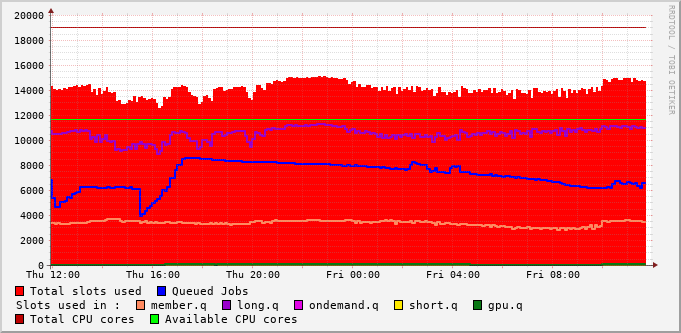 20000
18000
16000
14000
12000
10000
8000
6000
4000
2000
0
Thu 12:00 Thu 16:00 Thu 20:00 Fri 00:00 Fri 04:00 Fri 08:00
Total slots used Queued Jobs
Slots used in : member.q long.q ondemand.q short.q gpu.q
Total CPU cores Available CPU cores
RRDTOOL / TOBI OETIKER